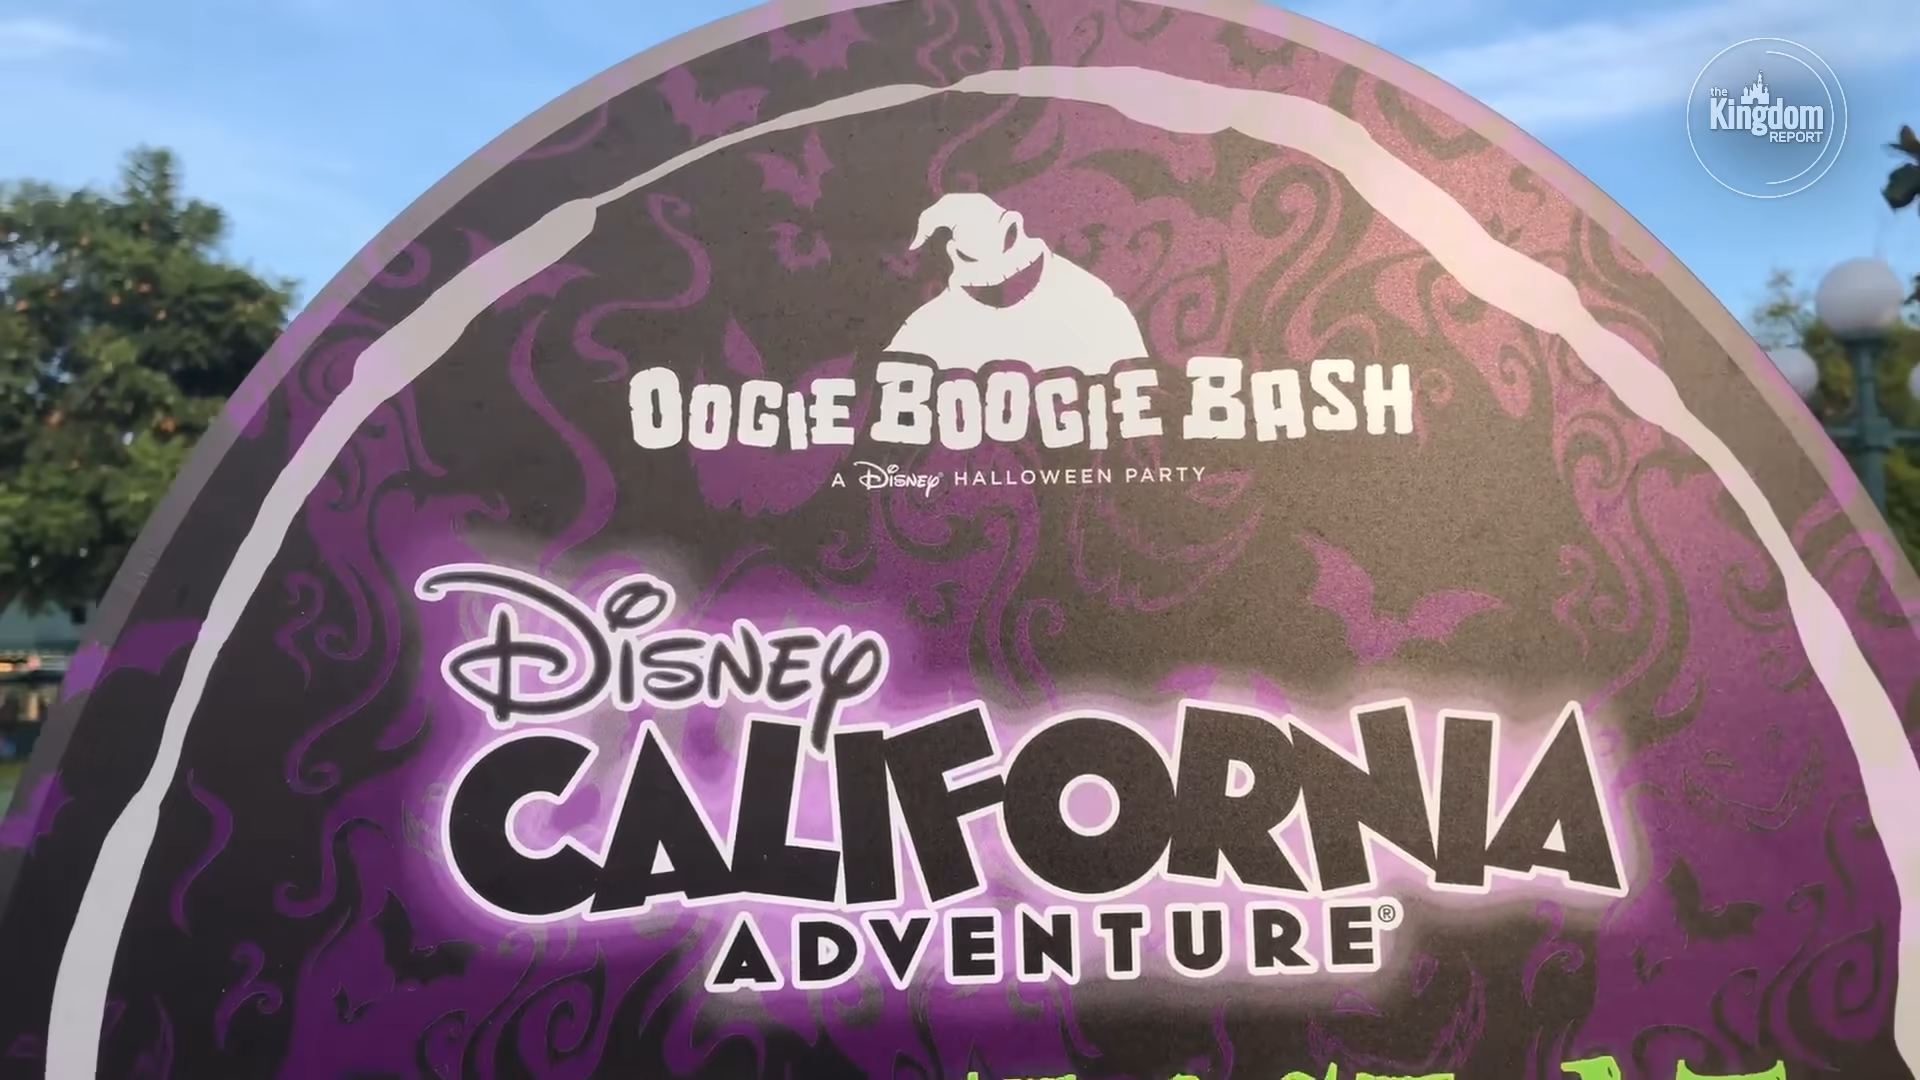 the
Kingdom
REPORT
OOGIE BOOGIE BASH
A Disney HALLOWEEN PARTY
Disney
CALIFORNIA
ADVENTURE®